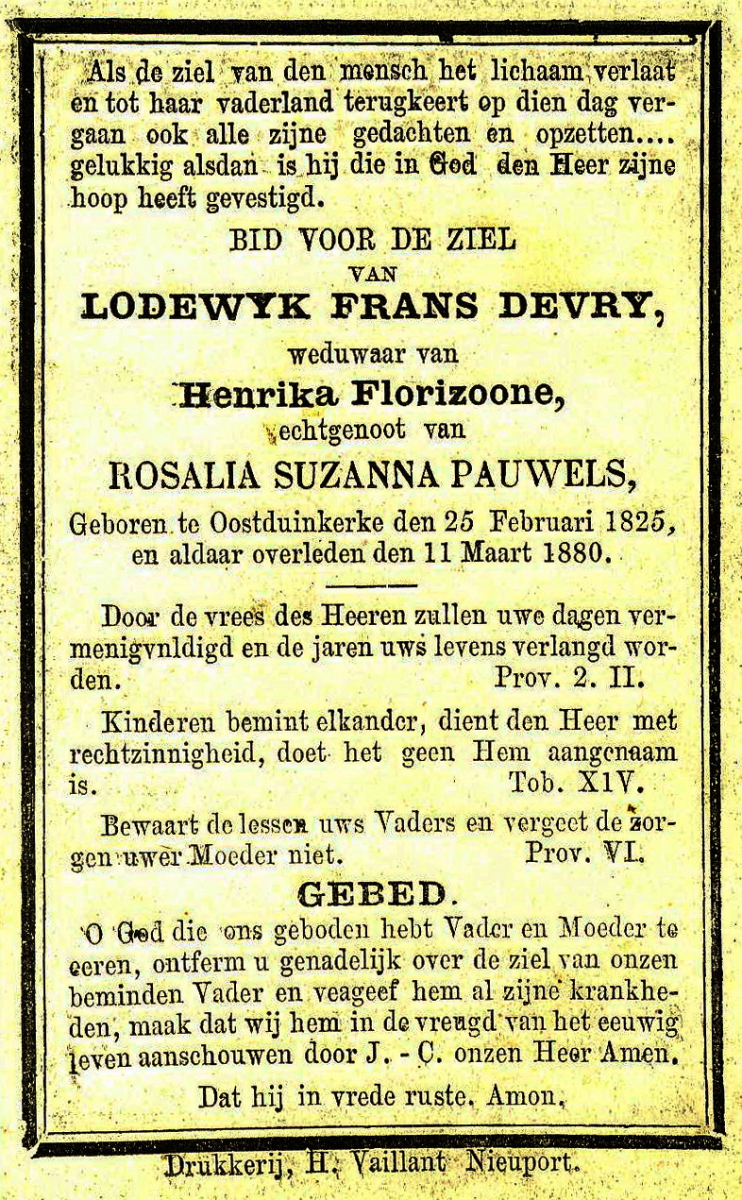 Als de ziel van den mensch het lichaam verlaat
en tot haar vaderland terugkeert op dien dag ver-
gaan ook alle zijne gedachten en opzetten....
gelukkig alsdan is hij die in God den Heer zijne
hoop heeft gevestigd.
BID VOOR DE ZIEL
VAN
LODEWYK FRANS DEVRY,
weduwaar van
Henrika Florizoone,
echtgenoot van
ROSALIA SUZANNA PAUWELS,
Geboren te Oostduinkerke den 25 Februari 1825,
en aldaar overleden den 11 Maart 1880.
Door de vrees des Heeren zullen uwe dagen ver-
menigvnldigd en de jaren uws levens verlangd wor-
den. Prov. 2. II.
Kinderen bemint elkander, dient den Heer met
rechtzinnigheid, doet het geen Hem aangenaam
is. Tob. X1V.
Bewaart de lessen uws Vaders en vergeet de zor-
gen uwer Moeder niet. Prov. VI.
GEBED.
O God die ons geboden hebt Vader en Moeder te
eeren, ontferm u genadelijk over de ziel van onzen
beminden Vader en veageef hem al zijne krankhe-
den, maak dat wij hem in de vreugd van het eeuwig
leven aanschouwen door J. - C. onzen Heer Amen.
Dat hij in vrede ruste. Amon.
Drukkerij, H. Vaillant Nieuport.